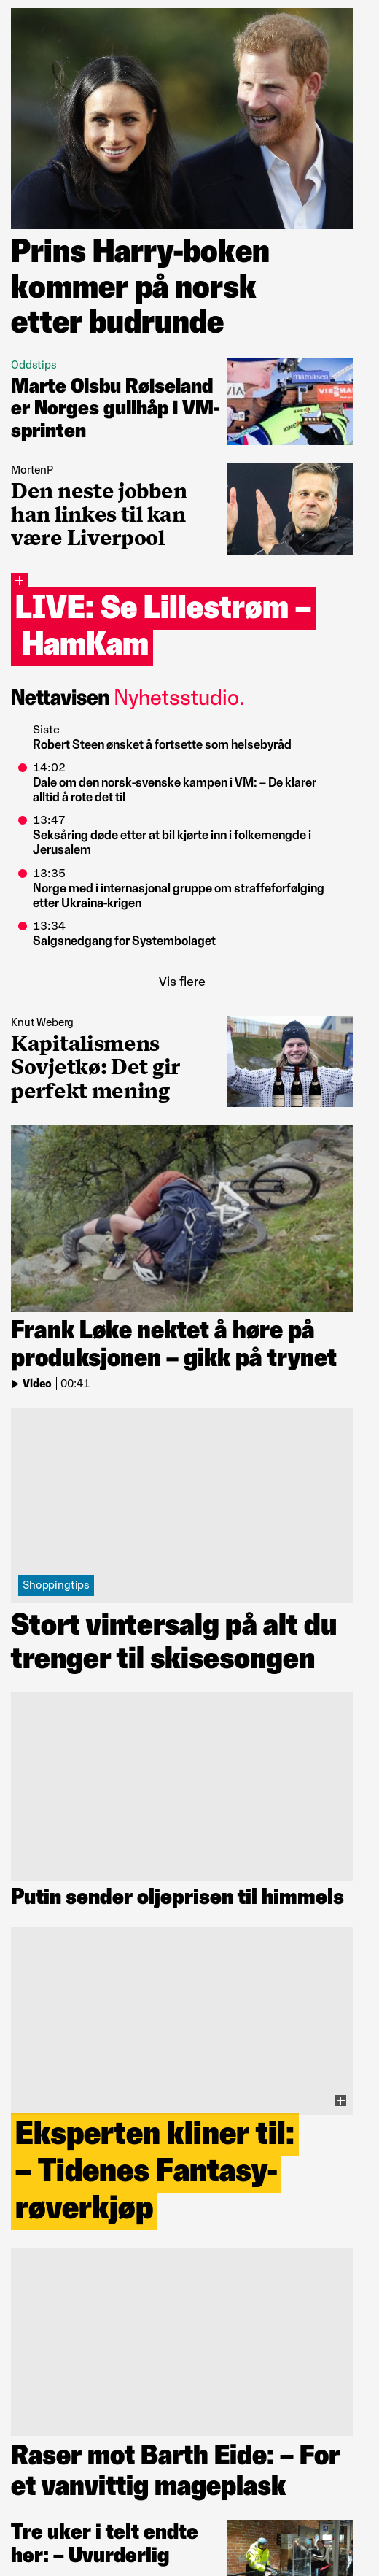 Prins Harry-boken
kommer på norsk
etter budrunde
Oddstips
Marte Olsbu Røiseland
er Norges gullhåp i VM-
sprinten
MortenP
Den neste jobben
han linkes til kan
være Liverpool
LIVE: Se Lillestrøm –
HamKam
Nettavisen Nyhetsstudio.
Siste
Robert Steen ønsket å fortsette som helsebyråd
14:02
Dale om den norsk-svenske kampen i VM: – De klarer
alltid å rote det til
13:47
Seksåring døde etter at bil kjørte inn i folkemengde i
Jerusalem
13:35
Norge med i internasjonal gruppe om straffeforfølging
etter Ukraina-krigen
13:34
Salgsnedgang for Systembolaget
Vis flere
Knut Weberg
Kapitalismens
Sovjetkø: Det gir
perfekt mening
Frank Løke nektet å høre på
produksjonen – gikk på trynet
Video | 00:41
Shoppingtips
Stort vintersalg på alt du
trenger til skisesongen
Putin sender oljeprisen til himmels
Eksperten kliner til:
– Tidenes Fantasy-
røverkjøp
Raser mot Barth Eide: – For
et vanvittig mageplask
Tre uker i telt endte
her: – Uvurderlig